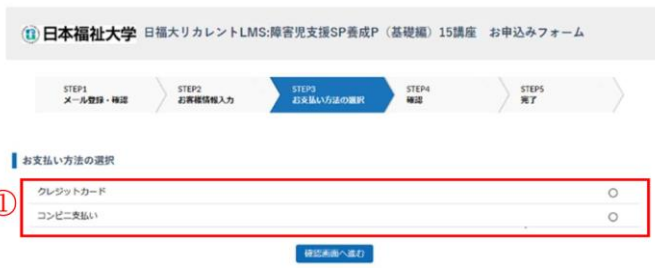 日本福祉大学 日福大リカレントLMS:障害児支援SP養成P（基礎編）15講座　お申込みフォーム
STEP1 STEP2 STEP3 STEP4 STEP5
メール登録・確認 お客様情報入力 お支払い方法の選択 確認 完了
お支払い方法の選択
クレジットカード
①
コンビニ支払い
確認画面へ進む